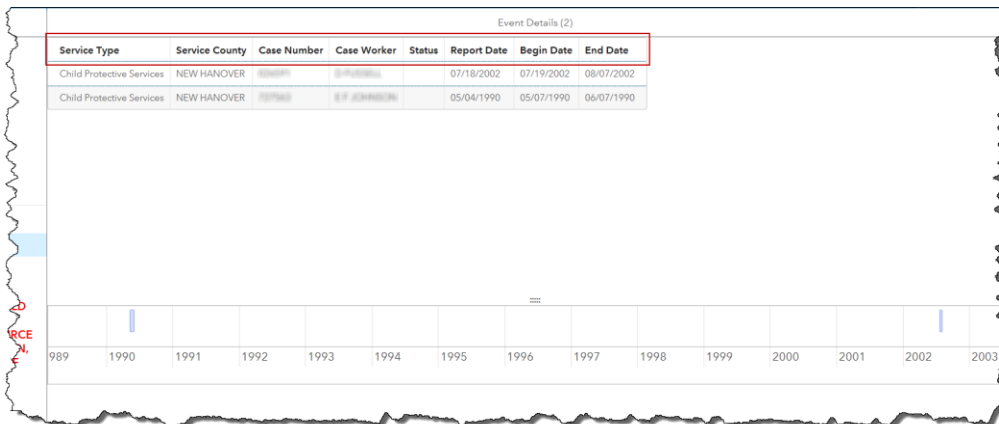 Event Details (2)
Service Type Service County Case Number Case Worker Status Report Date Begin Date End Date
Child Protective Services NEW HANOVER 07/18/2002 07/19/2002 08/07/2002
Child Protective Services NEW HANOVER 05/04/1990 05/07/1990 06/07/1990
RCE
989 1990 1991 1992 1993 1994 1995 1996 1997 1998 1999 2000 2001 2002 2003